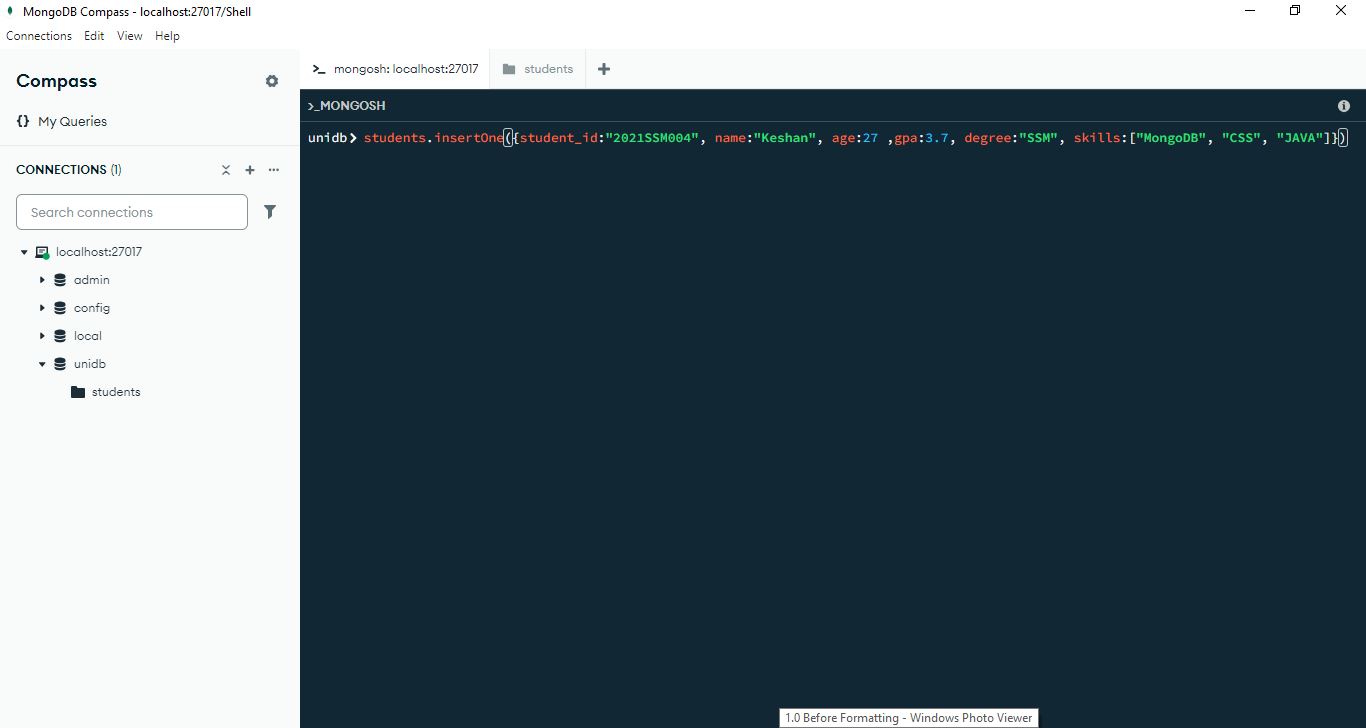 MongoDB Compass - localhost:27017/Shell
Connections Edit View Help
Compass
{} My Queries
CONNECTIONS (1)
Search connections
localhost:27017
admin
config
local
unidb
students
>_ mongosh: localhost:27017 students
>_MONGOSH
unidb> students.insertOne({student_id:"2021SSM004", name:"Keshan", age:27 ,gpa:3.7, degree:"SSM", skills:["MongoDB", "CSS", "JAVA"]})
1.0 Before Formatting - Windows Photo Viewer